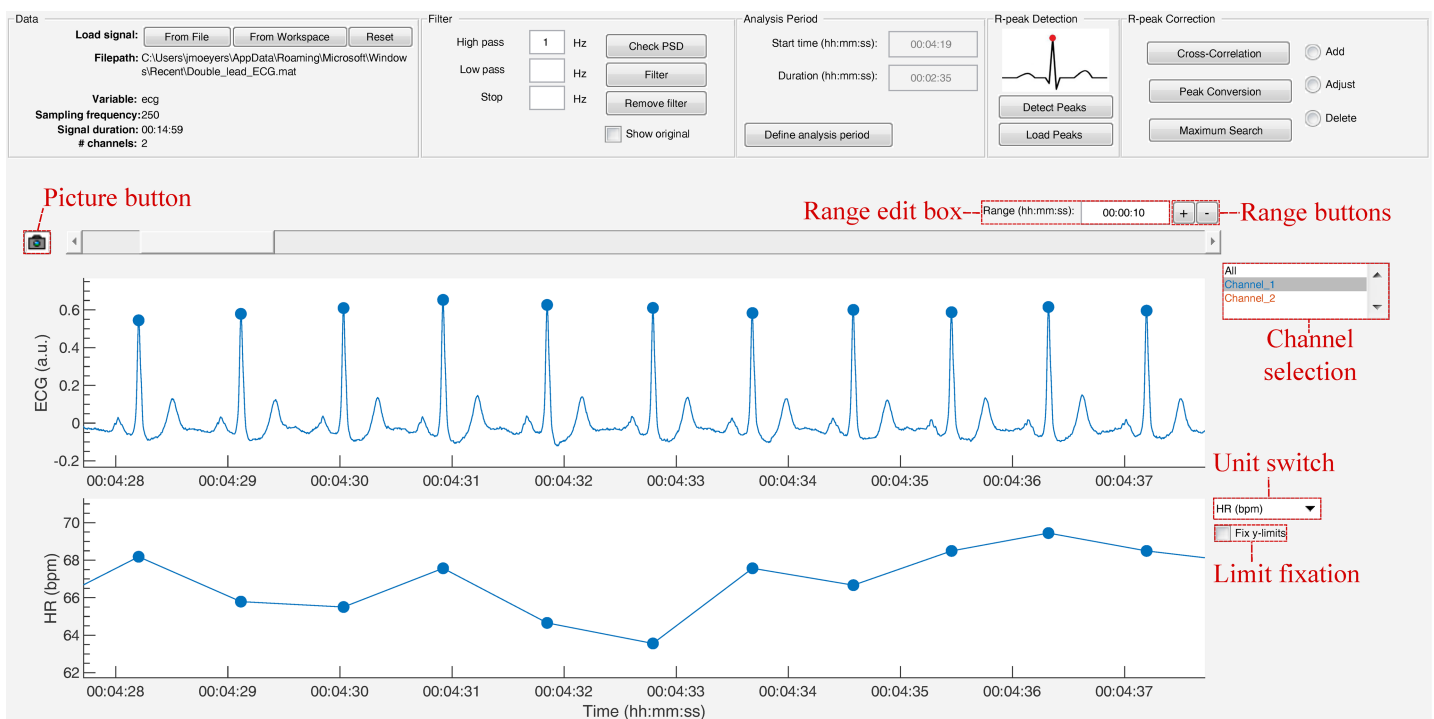 Data
Load signal: From File From Workspace Reset
Filepath: C:\Users\jmoeyers\AppData\Roaming\Microsoft\Window
s\Recent\Double_lead_ECG.mat
Variable: ecg
Sampling frequency:250
Signal duration: 00:14:59
# channels: 2
Filter
High pass 1 Hz Check PSD
Low pass Hz Filter
Stop Hz Remove filter
Show original
Analysis Period
Start time (hh:mm:ss): 00:04:19
Duration (hh:mm:ss): 00:02:35
Define analysis period
R-peak Detection
Detect Peaks
Load Peaks
R-peak Correction
Cross-Correlation Add
Peak Conversion Adjust
Maximum Search Delete
Picture button
Range edit box Range (hh:mm:ss): 00:00:10 + - Range buttons
All
Channel_1
Channel_2
Channel
selection
ECG (a.u.)
0.6
0.4
0.2
0
-0.2
00:04:28 00:04:29 00:04:30 00:04:31 00:04:32 00:04:33 00:04:34 00:04:35 00:04:36 00:04:37
Unit switch
HR (bpm)
Fix y-limits
Limit fixation
HR (bpm)
70
68
66
64
62
00:04:28 00:04:29 00:04:30 00:04:31 00:04:32 00:04:33 00:04:34 00:04:35 00:04:36 00:04:37
Time (hh:mm:ss)